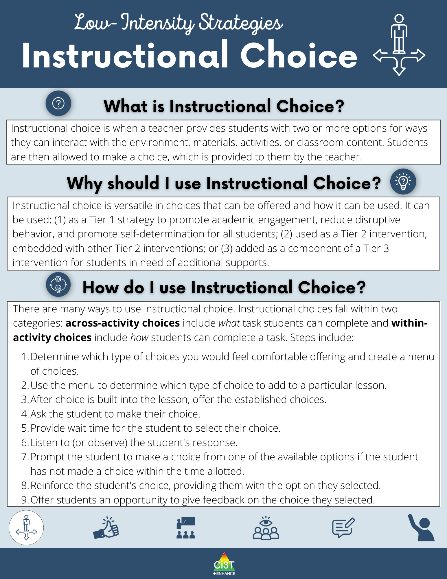 Low-Intensity Strategies
Instructional Choice
What is Instructional Choice?
Instructional choice is when a teacher provides students with two or more options for ways
they can interact with the environment, materials, activities, or classroom content. Students
are then allowed to make a choice, which is provided to them by the teacher.
Why should I use Instructional Choice?
Instructional choice is versatile in choices that can be offered and how it can be used. It can
be used: (1) as a Tier 1 strategy to promote academic engagement, reduce disruptive
behavior, and promote self-determination for all students; (2) used as a Tier 2 intervention,
embedded with other Tier 2 interventions; or (3) added as a component of a Tier 3
intervention for students in need of additional supports.
How do I use Instructional Choice?
There are many ways to use instructional choice. Instructional choices fall within two
categories: across-activity choices include what task students can complete and within-
activity choices include how students can complete a task. Steps include:
1. Determine which type of choices you would feel comfortable offering and create a menu
of choices.
2. Use the menu to determine which type of choice to add to a particular lesson.
3. After choice is built into the lesson, offer the established choices.
4. Ask the student to make their choice.
5. Provide wait time for the student to select their choice.
6. Listen to (or observe) the student's response.
7. Prompt the student to make a choice from one of the available options if the student
has not made a choice within the time allotted.
8. Reinforce the student's choice, providing them with the option they selected.
9. Offer students an opportunity to give feedback on the choice they selected.
CI3T